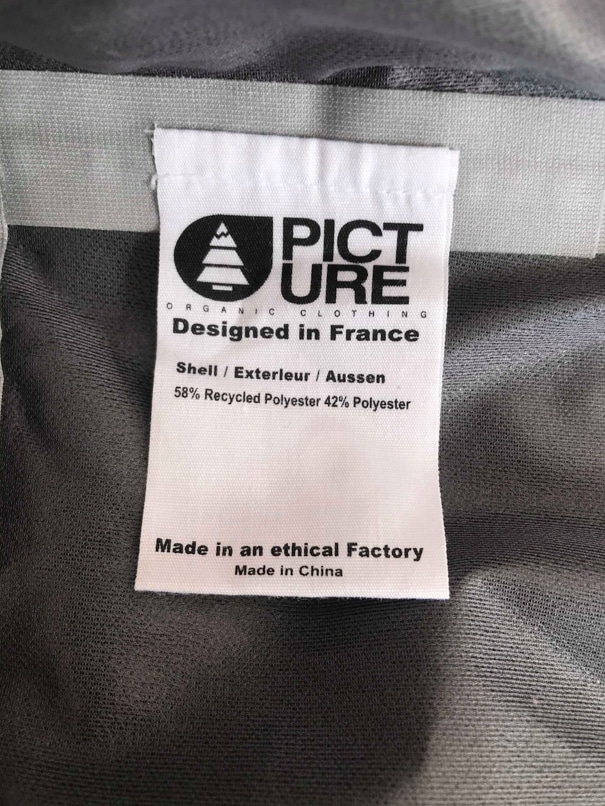 PICT
URE
ORGANIC CLOTHING
Designed in France
Shell / Exterieur / Aussen
58% Recycled Polyester 42% Polyester
Made in an ethical Factory
Made in China